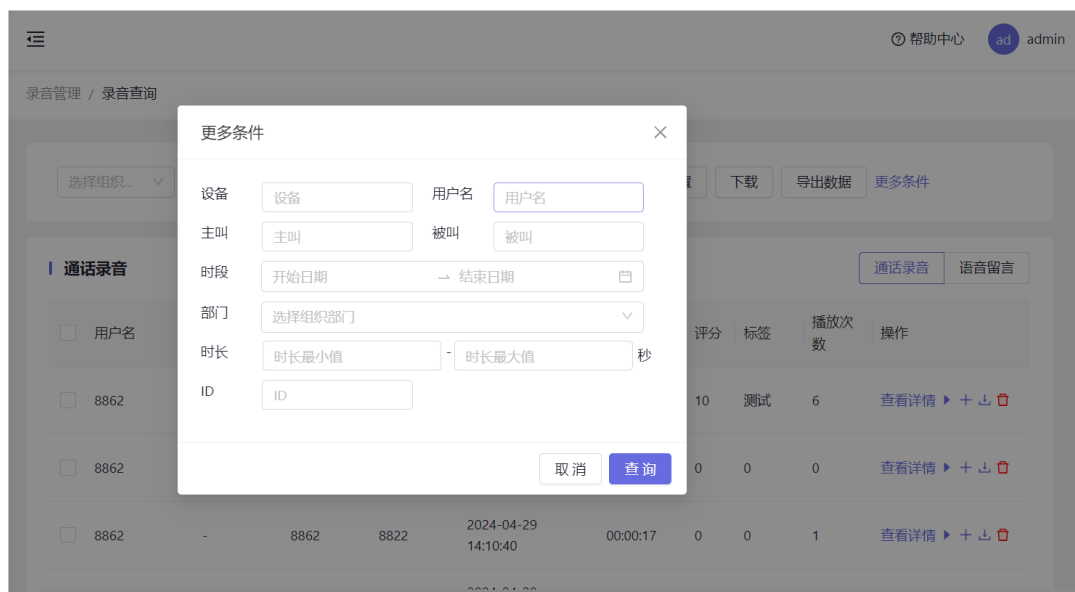 帮助中心 ad admin
录音管理 / 录音查询
更多条件
选择组织... 下载 导出数据 更多条件
设备 设备 用户名 用户名
主叫 主叫 被叫 被叫
时段 开始日期 → 结束日期
部门 选择组织部门
时长 时长最小值 - 时长最大值 秒
ID ID
取 消 查 询
通话录音 通话录音 语音留言
用户名 评分 标签 播放次数 操作
8862 10 测试 6 查看详情
8862 0 0 0 查看详情
8862 - 8862 8822 2024-04-29 14:10:40 00:00:17 0 0 1 查看详情